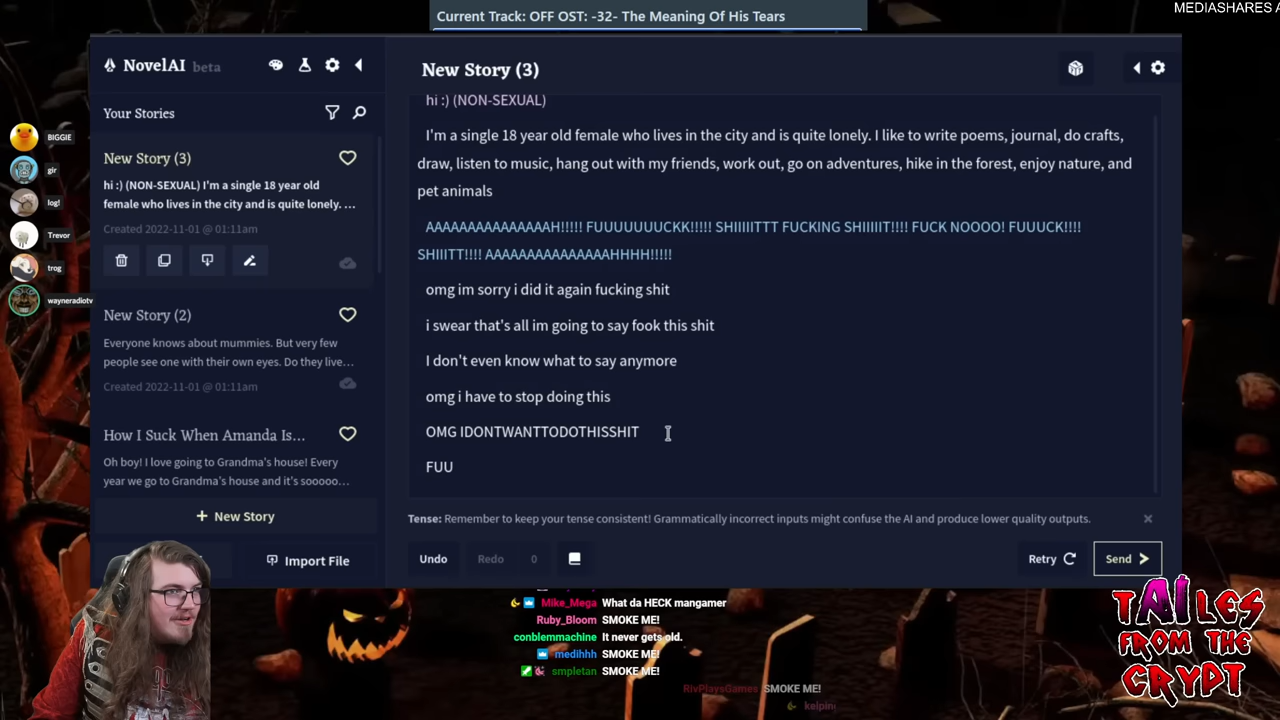 Current Track: OFF OST: -32- The Meaning Of His Tears
MEDIASHARES A
NovelAI beta
New Story (3)
Your Stories
hi :) (NON-SEXUAL)
I'm a single 18 year old female who lives in the city and is quite lonely. I like to write poems, journal, do crafts,
draw, listen to music, hang out with my friends, work out, go on adventures, hike in the forest, enjoy nature, and
pet animals
AAAAAAAAAAAAAAAH!!!!! FUUUUUUUCKK!!!!! SHIIIIITTT FUCKING SHIIIIIT!!!! FUCK NOOOO! FUUUCK!!!!
SHIIITT!!!! AAAAAAAAAAAAAAAHHHH!!!!!
omg im sorry i did it again fucking shit
i swear that's all im going to say fook this shit
I don't even know what to say anymore
omg i have to stop doing this
OMG IDONTWANTTODOTHISSHIT
FUU
BIGGIE
gir
log!
Trevor
trog
wayneradiotv
New Story (3)
hi :) (NON-SEXUAL) I'm a single 18 year old
female who lives in the city and is quite lonely. ...
Created 2022-11-01 @ 01:11am
New Story (2)
Everyone knows about mummies. But very few
people see one with their own eyes. Do they live...
Created 2022-11-01 @ 01:11am
How I Suck When Amanda Is...
Oh boy! I love going to Grandma's house! Every
year we go to Grandma's house and it's sooooo...
+ New Story
Import File
Tense: Remember to keep your tense consistent! Grammatically incorrect inputs might confuse the AI and produce lower quality outputs.
Undo
Redo
0
Retry
Send
Mike_Mega What da HECK mangamer
Ruby_Bloom SMOKE ME!
conblemmachine It never gets old.
medihhh SMOKE ME!
smpletan SMOKE ME!
RivPlaysGames SMOKE ME!
kelpin
TAILES
FROM THE
CRYPT